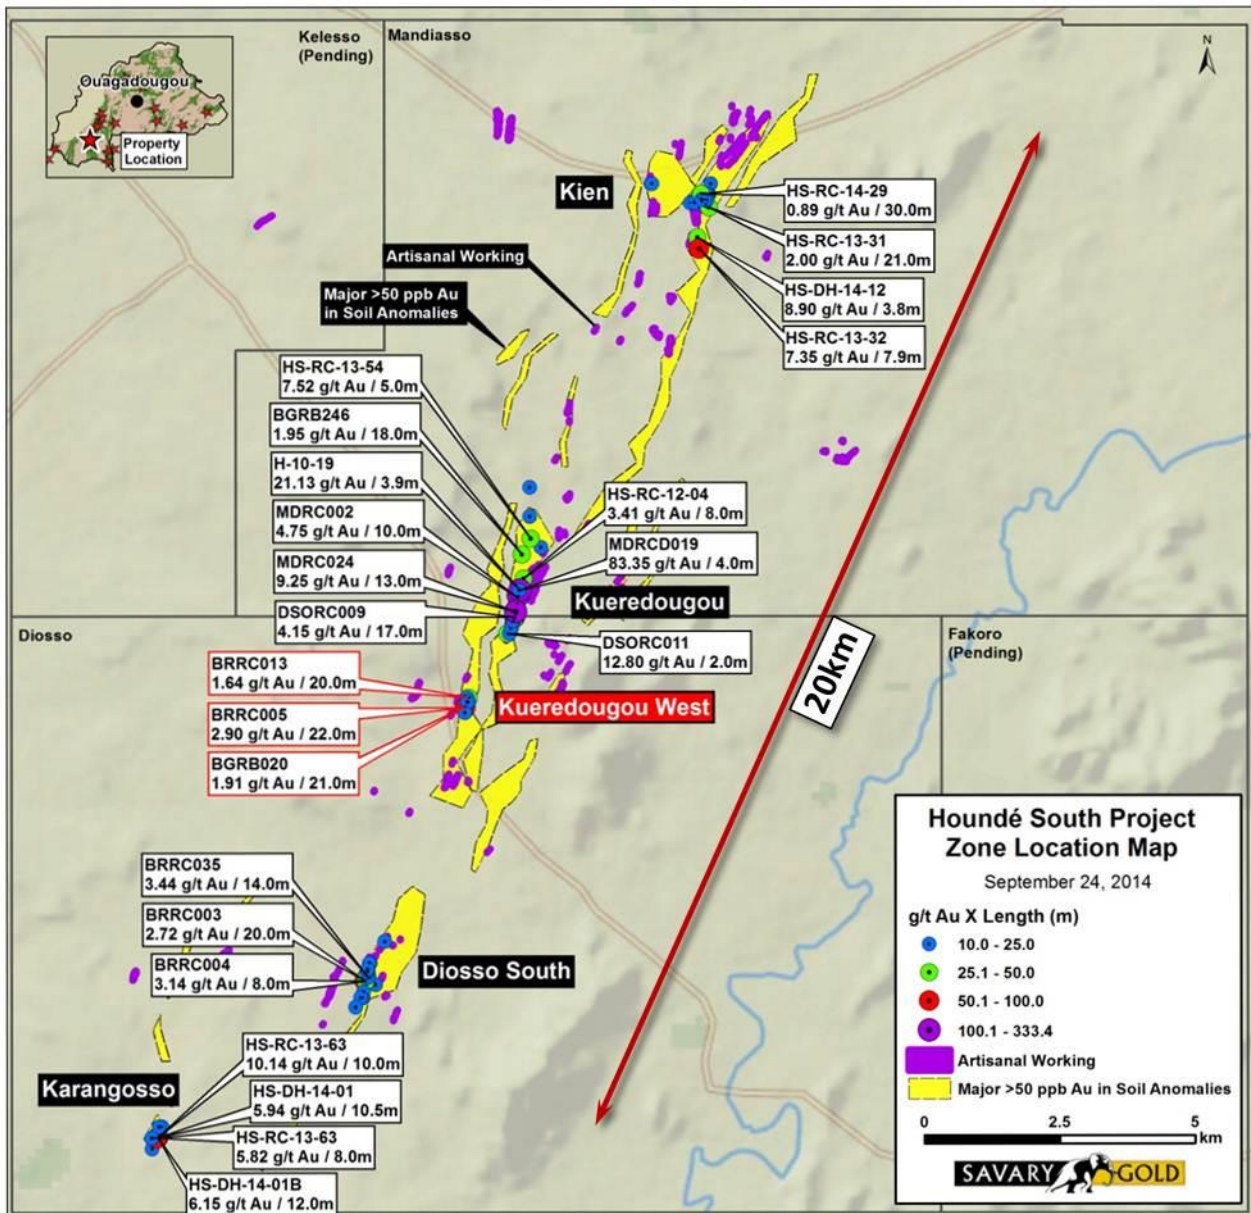 Kelesso
(Pending)
Mandiasso
N
Ouagadougou
Property
Location
Kien
HS-RC-14-29
0.89 g/t Au / 30.0m
HS-RC-13-31
2.00 g/t Au / 21.0m
HS-DH-14-12
8.90 g/t Au / 3.8m
HS-RC-13-32
7.35 g/t Au / 7.9m
Artisanal Working
Major >50 ppb Au
in Soil Anomalies
HS-RC-13-54
7.52 g/t Au / 5.0m
BGRB246
1.95 g/t Au / 18.0m
H-10-19
21.13 g/t Au / 3.9m
MDRC002
4.75 g/t Au / 10.0m
MDRC024
9.25 g/t Au / 13.0m
DSORC009
4.15 g/t Au / 17.0m
HS-RC-12-04
3.41 g/t Au / 8.0m
MDRCD019
83.35 g/t Au / 4.0m
Kueredougou
DSORC011
12.80 g/t Au / 2.0m
20km
Diosso
Fakoro
(Pending)
BRRC013
1.64 g/t Au / 20.0m
BRRC005
2.90 g/t Au / 22.0m
BGRB020
1.91 g/t Au / 21.0m
Kueredougou West
BRRC035
3.44 g/t Au / 14.0m
BRRC003
2.72 g/t Au / 20.0m
BRRC004
3.14 g/t Au / 8.0m
Diosso South
Karangosso
HS-RC-13-63
10.14 g/t Au / 10.0m
HS-DH-14-01
5.94 g/t Au / 10.5m
HS-RC-13-63
5.82 g/t Au / 8.0m
HS-DH-14-01B
6.15 g/t Au / 12.0m
Houndé South Project
Zone Location Map
September 24, 2014
g/t Au X Length (m)
10.0 - 25.0
25.1 - 50.0
50.1 - 100.0
100.1 - 333.4
Artisanal Working
Major >50 ppb Au in Soil Anomalies
0 2.5 5
km
SAVARY GOLD